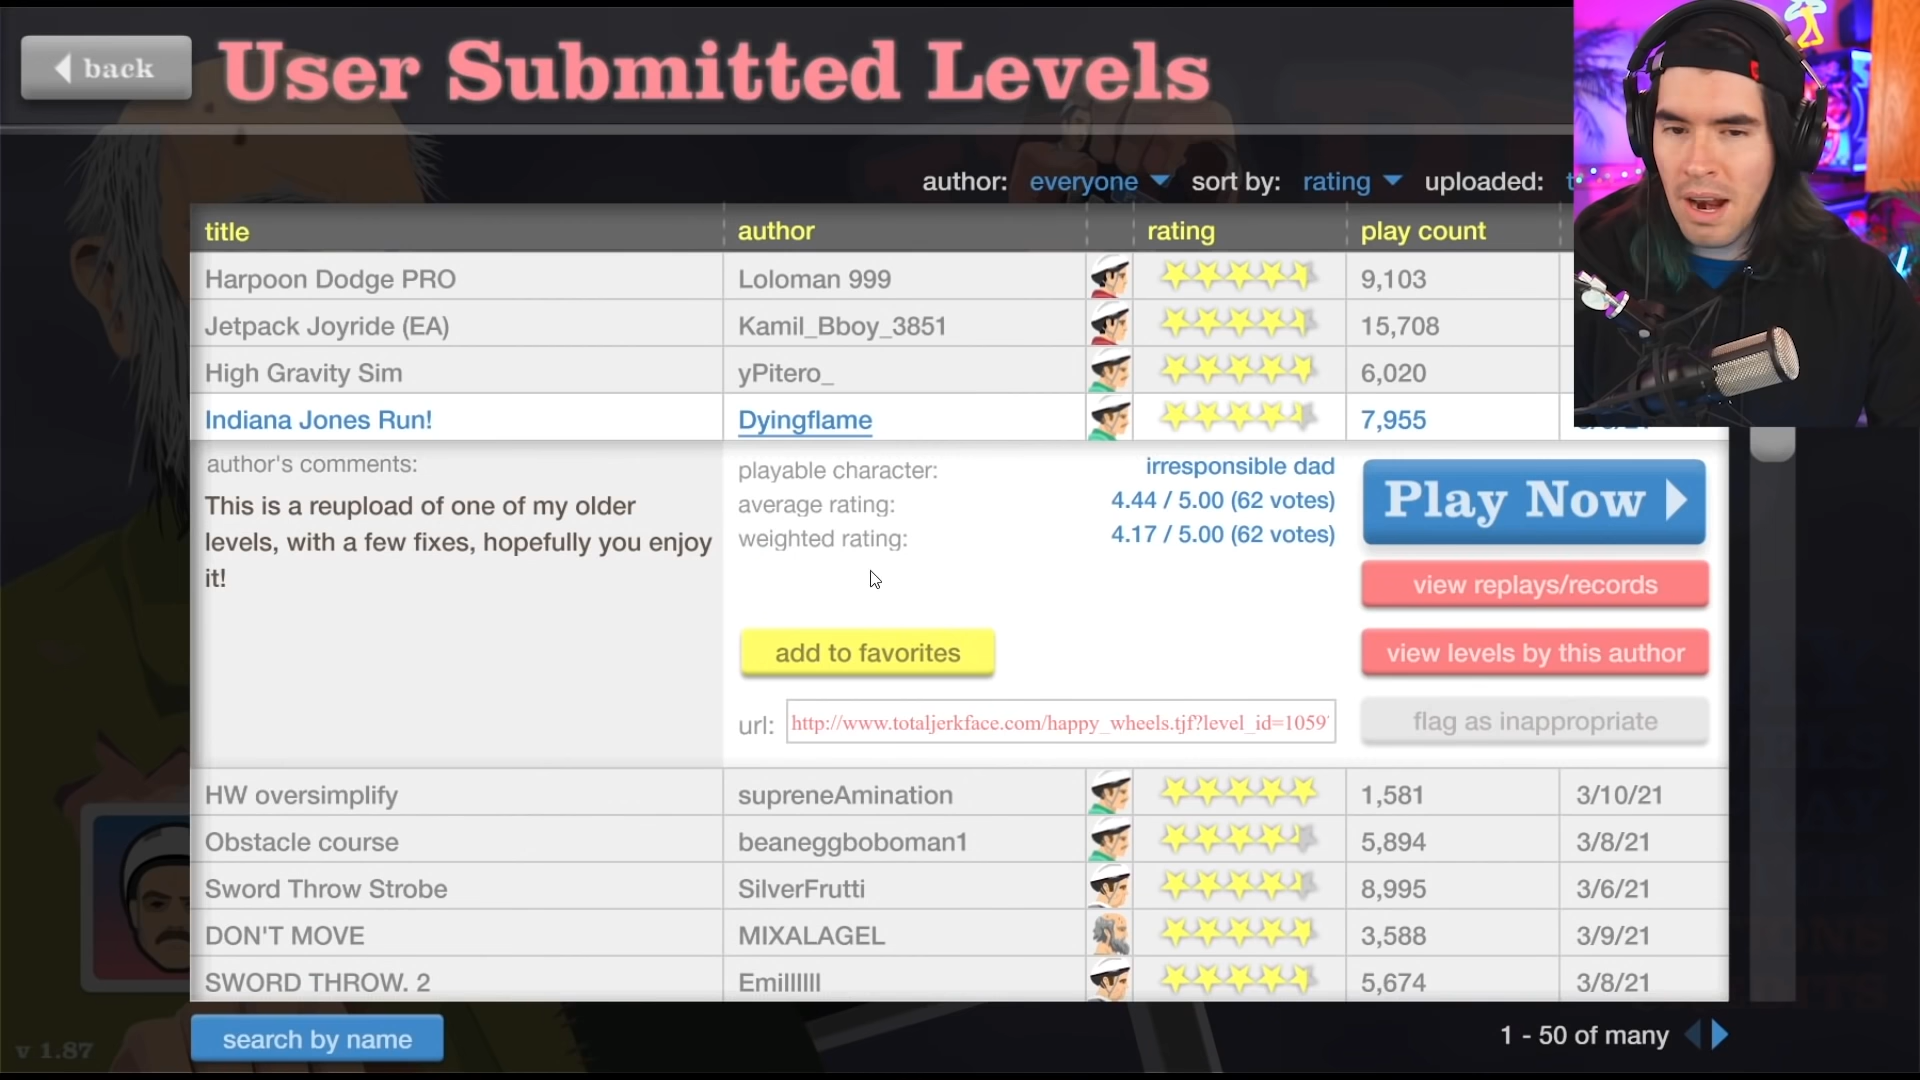 back
User Submitted Levels
author: everyone sort by: rating uploaded:
title author rating play count
Harpoon Dodge PRO Loloman 999 9,103
Jetpack Joyride (EA) Kamil_Bboy_3851 15,708
High Gravity Sim yPitero_ 6,020
Indiana Jones Run! Dyingflame 7,955
author's comments:
This is a reupload of one of my older
levels, with a few fixes, hopefully you enjoy
it!
playable character: irresponsible dad
average rating: 4.44 / 5.00 (62 votes)
weighted rating: 4.17 / 5.00 (62 votes)
Play Now
view replays/records
add to favorites
view levels by this author
url: http://www.totaljerkface.com/happy_wheels.tjf?level_id=1059
flag as inappropriate
HW oversimplify supreneAmination 1,581 3/10/21
Obstacle course beaneggboboman1 5,894 3/8/21
Sword Throw Strobe SilverFrutti 8,995 3/6/21
DON'T MOVE MIXALAGEL 3,588 3/9/21
SWORD THROW. 2 Emillllll 5,674 3/8/21
search by name
1 - 50 of many
v 1.87